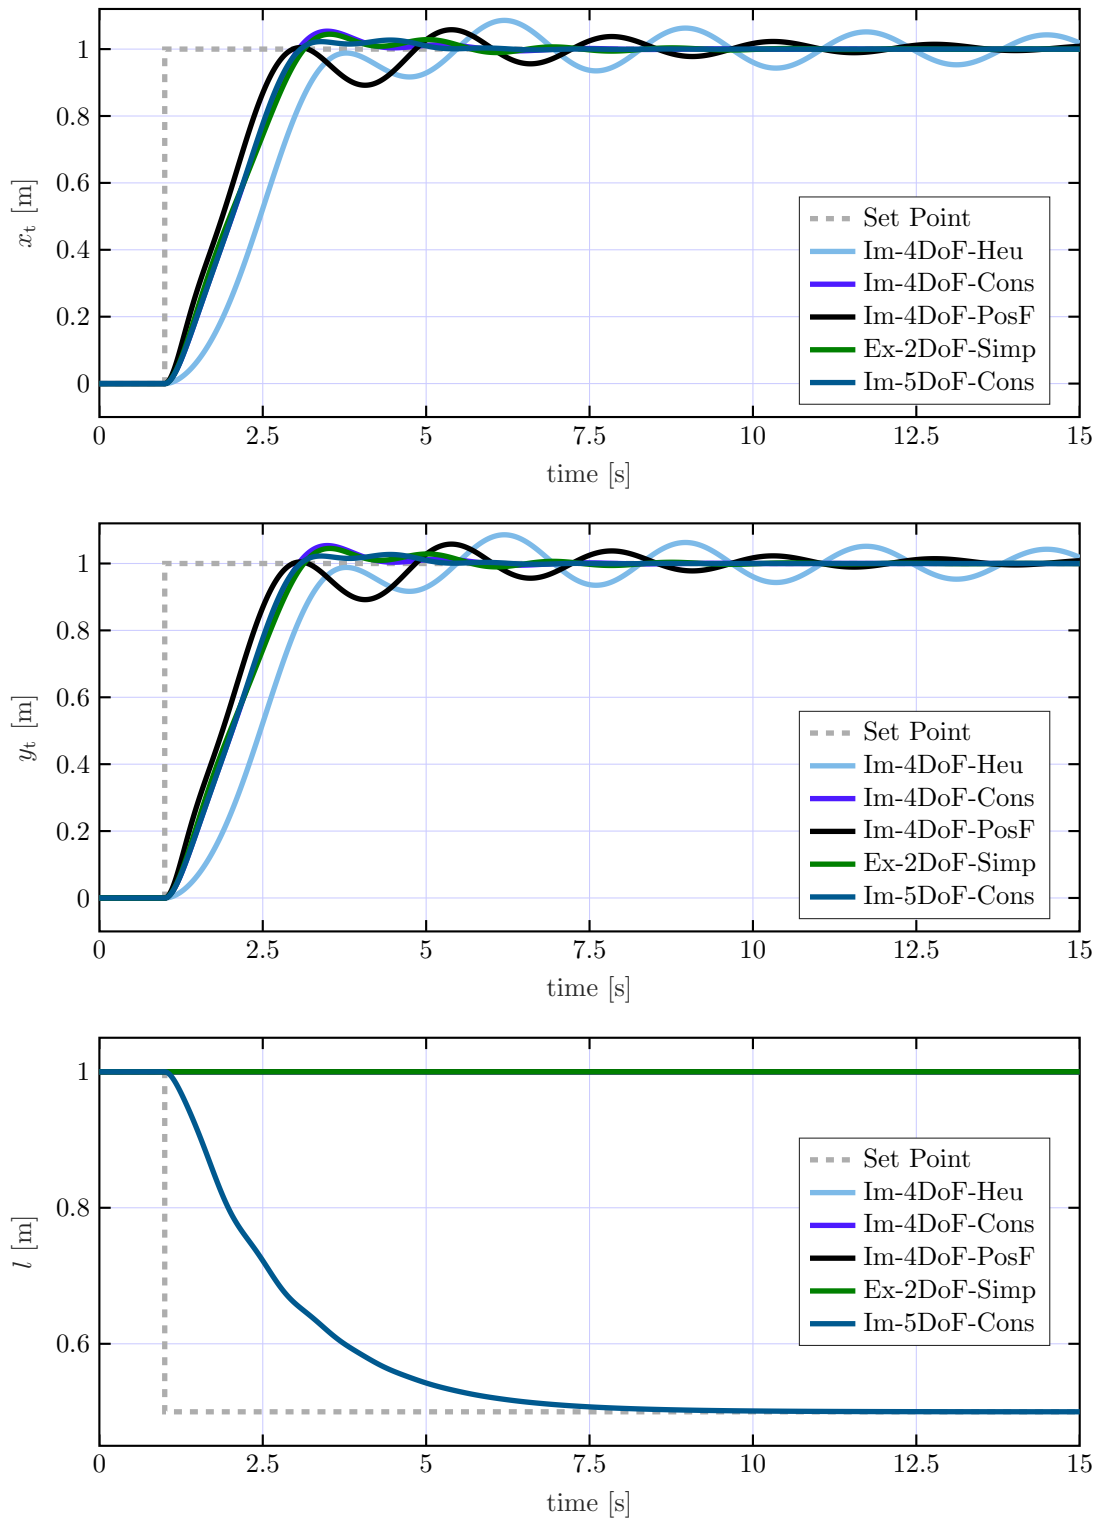 1
0.8
0.6
0.4
0.2
0
x_t [m]
Set Point
Im-4DoF-Heu
Im-4DoF-Cons
Im-4DoF-PosF
Ex-2DoF-Simp
Im-5DoF-Cons
0 2.5 5 7.5 10 12.5 15
time [s]
1
0.8
0.6
0.4
0.2
0
y_t [m]
Set Point
Im-4DoF-Heu
Im-4DoF-Cons
Im-4DoF-PosF
Ex-2DoF-Simp
Im-5DoF-Cons
0 2.5 5 7.5 10 12.5 15
time [s]
1
0.8
0.6
l [m]
Set Point
Im-4DoF-Heu
Im-4DoF-Cons
Im-4DoF-PosF
Ex-2DoF-Simp
Im-5DoF-Cons
0 2.5 5 7.5 10 12.5 15
time [s]